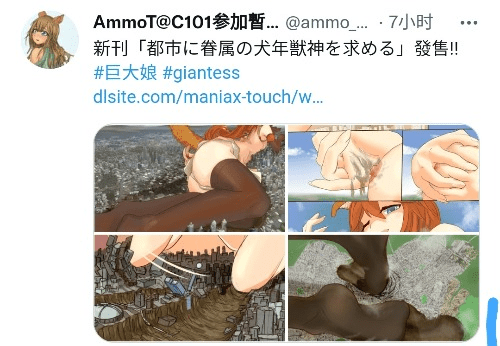 AmmoT@C101参加暫... @ammo_... · 7小时 ...
新刊「都市に眷属の犬年獣神を求める」發售!!
#巨大娘 #giantess
dlsite.com/maniax-touch/w...